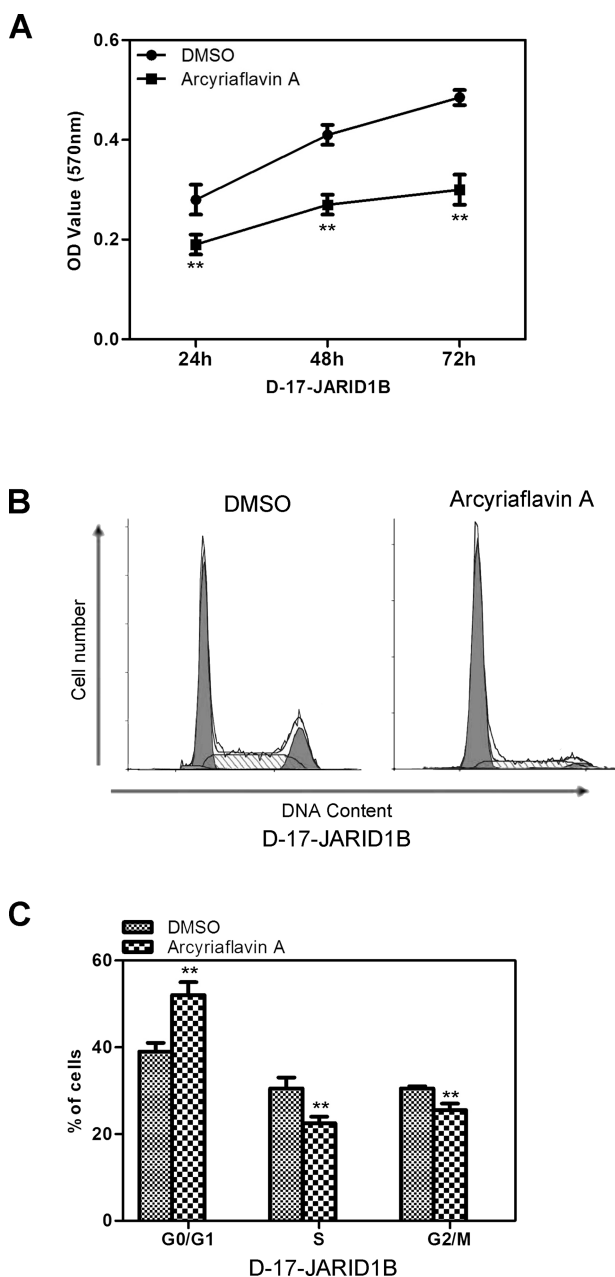 A
0.6
DMSO
Arcyriaflavin A
0.4
OD Value (570nm)
0.2
**
**
**
0.0
24h 48h 72h
D-17-JARID1B
B
DMSO Arcyriaflavin A
Cell number
DNA Content
D-17-JARID1B
C
DMSO
Arcyriaflavin A
60
**
40
% of cells
**
**
20
0
G0/G1 S G2/M
D-17-JARID1B